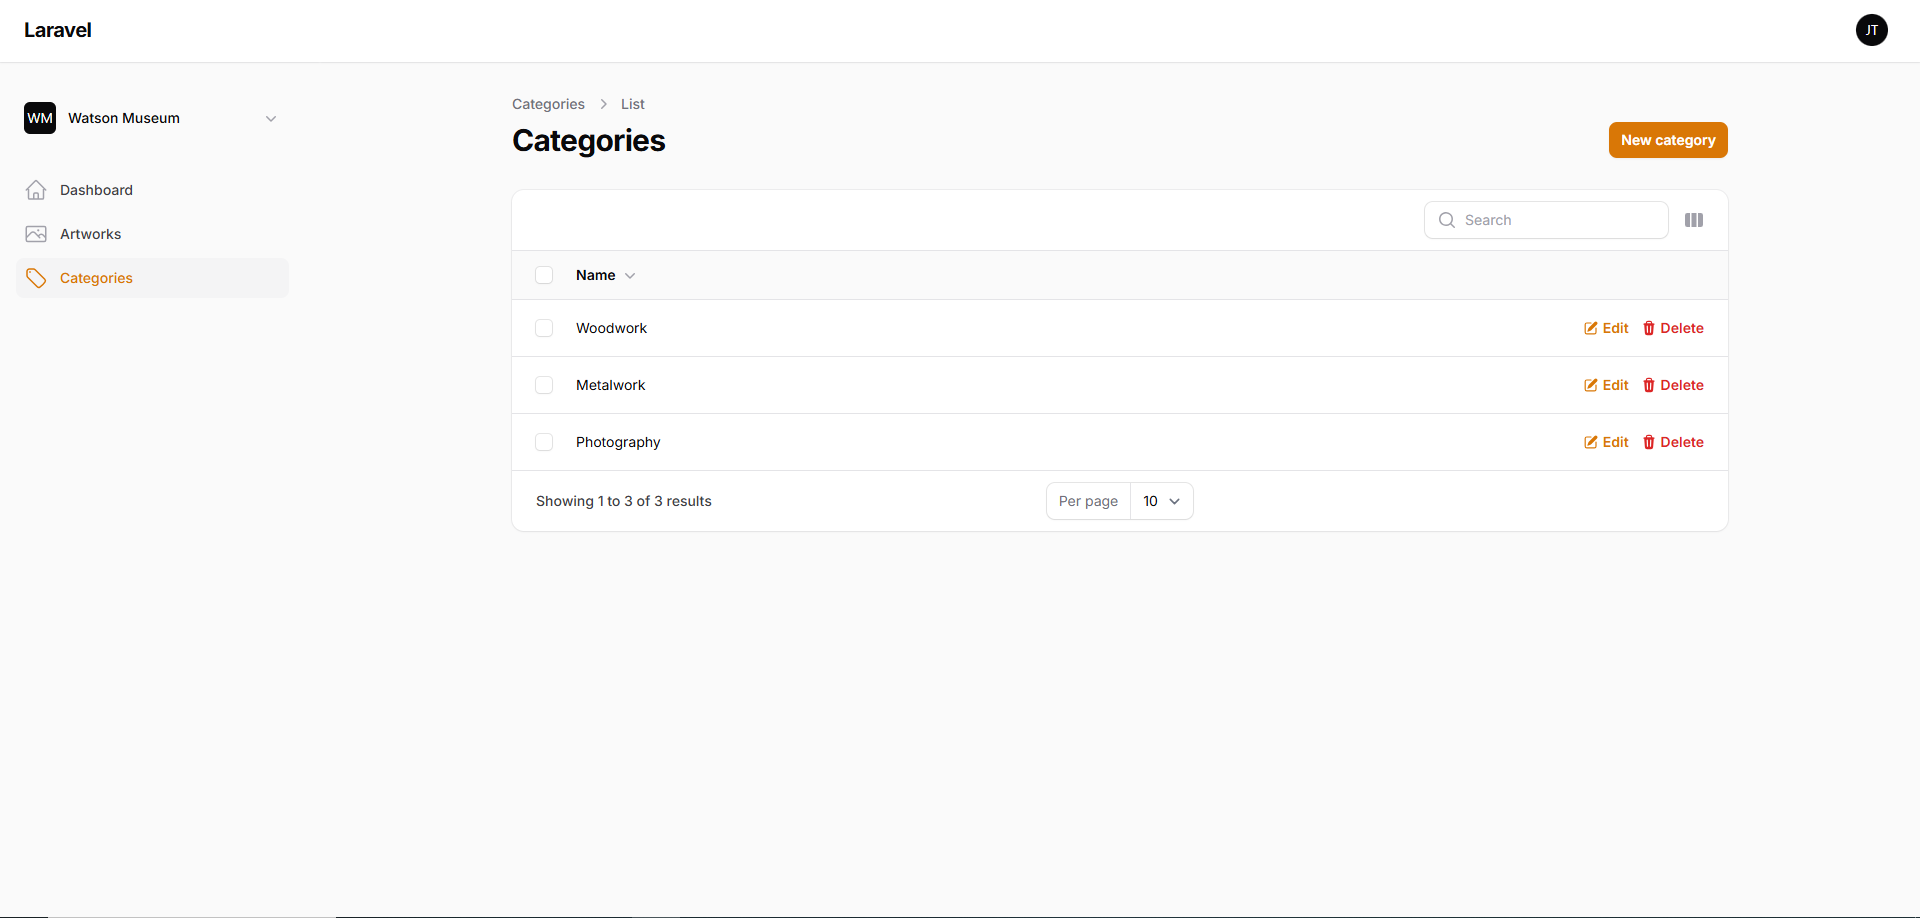 Laravel
JT
WM Watson Museum
Dashboard
Artworks
Categories
Categories List
Categories
New category
Search
Name
Woodwork Edit Delete
Metalwork Edit Delete
Photography Edit Delete
Showing 1 to 3 of 3 results
Per page 10